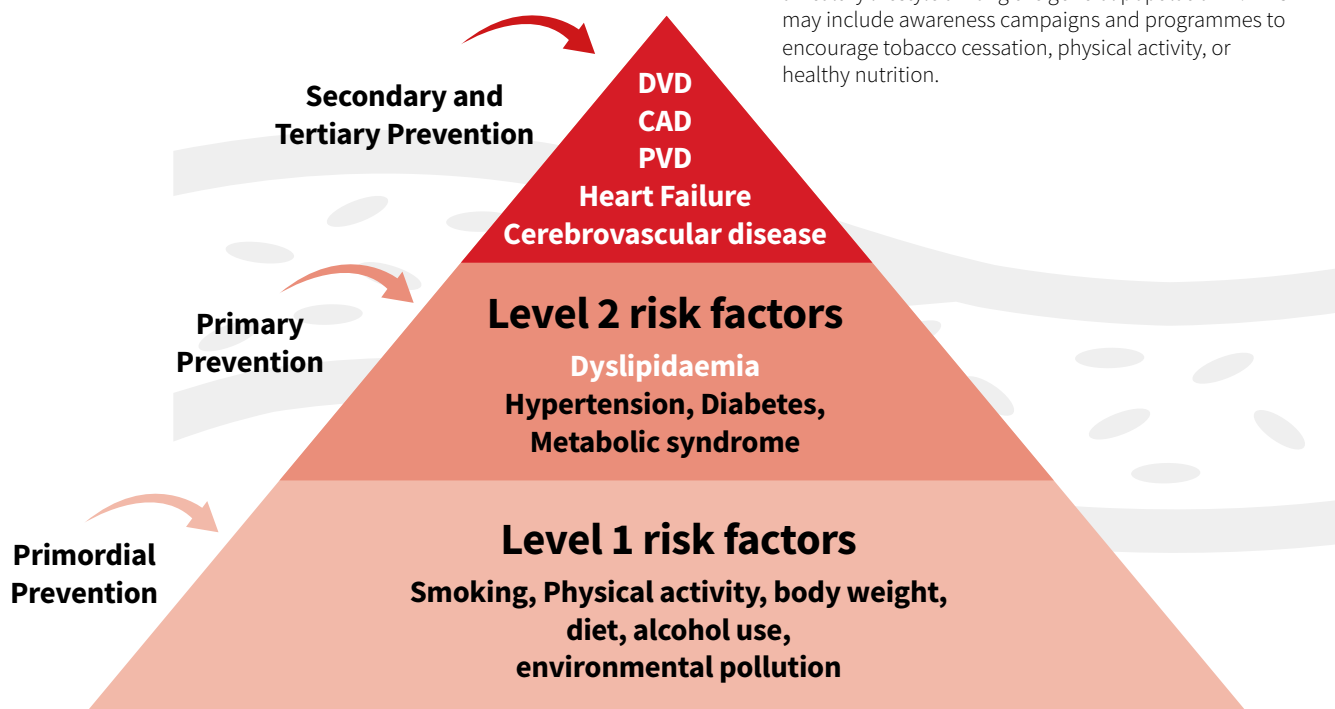 may include awareness campaigns and programmes to
encourage tobacco cessation, physical activity, or
healthy nutrition.
Secondary and
Tertiary Prevention
DVD
CAD
PVD
Heart Failure
Cerebrovascular disease
Primary
Prevention
Level 2 risk factors
Dyslipidaemia
Hypertension, Diabetes,
Metabolic syndrome
Primordial
Prevention
Level 1 risk factors
Smoking, Physical activity, body weight,
diet, alcohol use,
environmental pollution